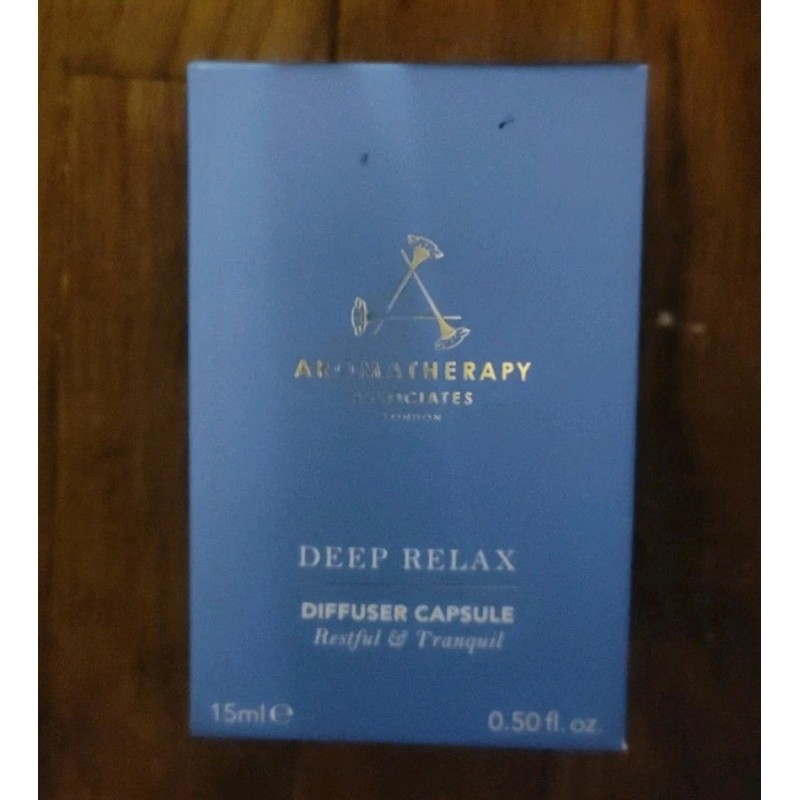 AROMATHERAPY
ASSOCIATES
LONDON
DEEP RELAX
DIFFUSER CAPSULE
Restful & Tranquil
15ml ℮
0.50 fl. oz.